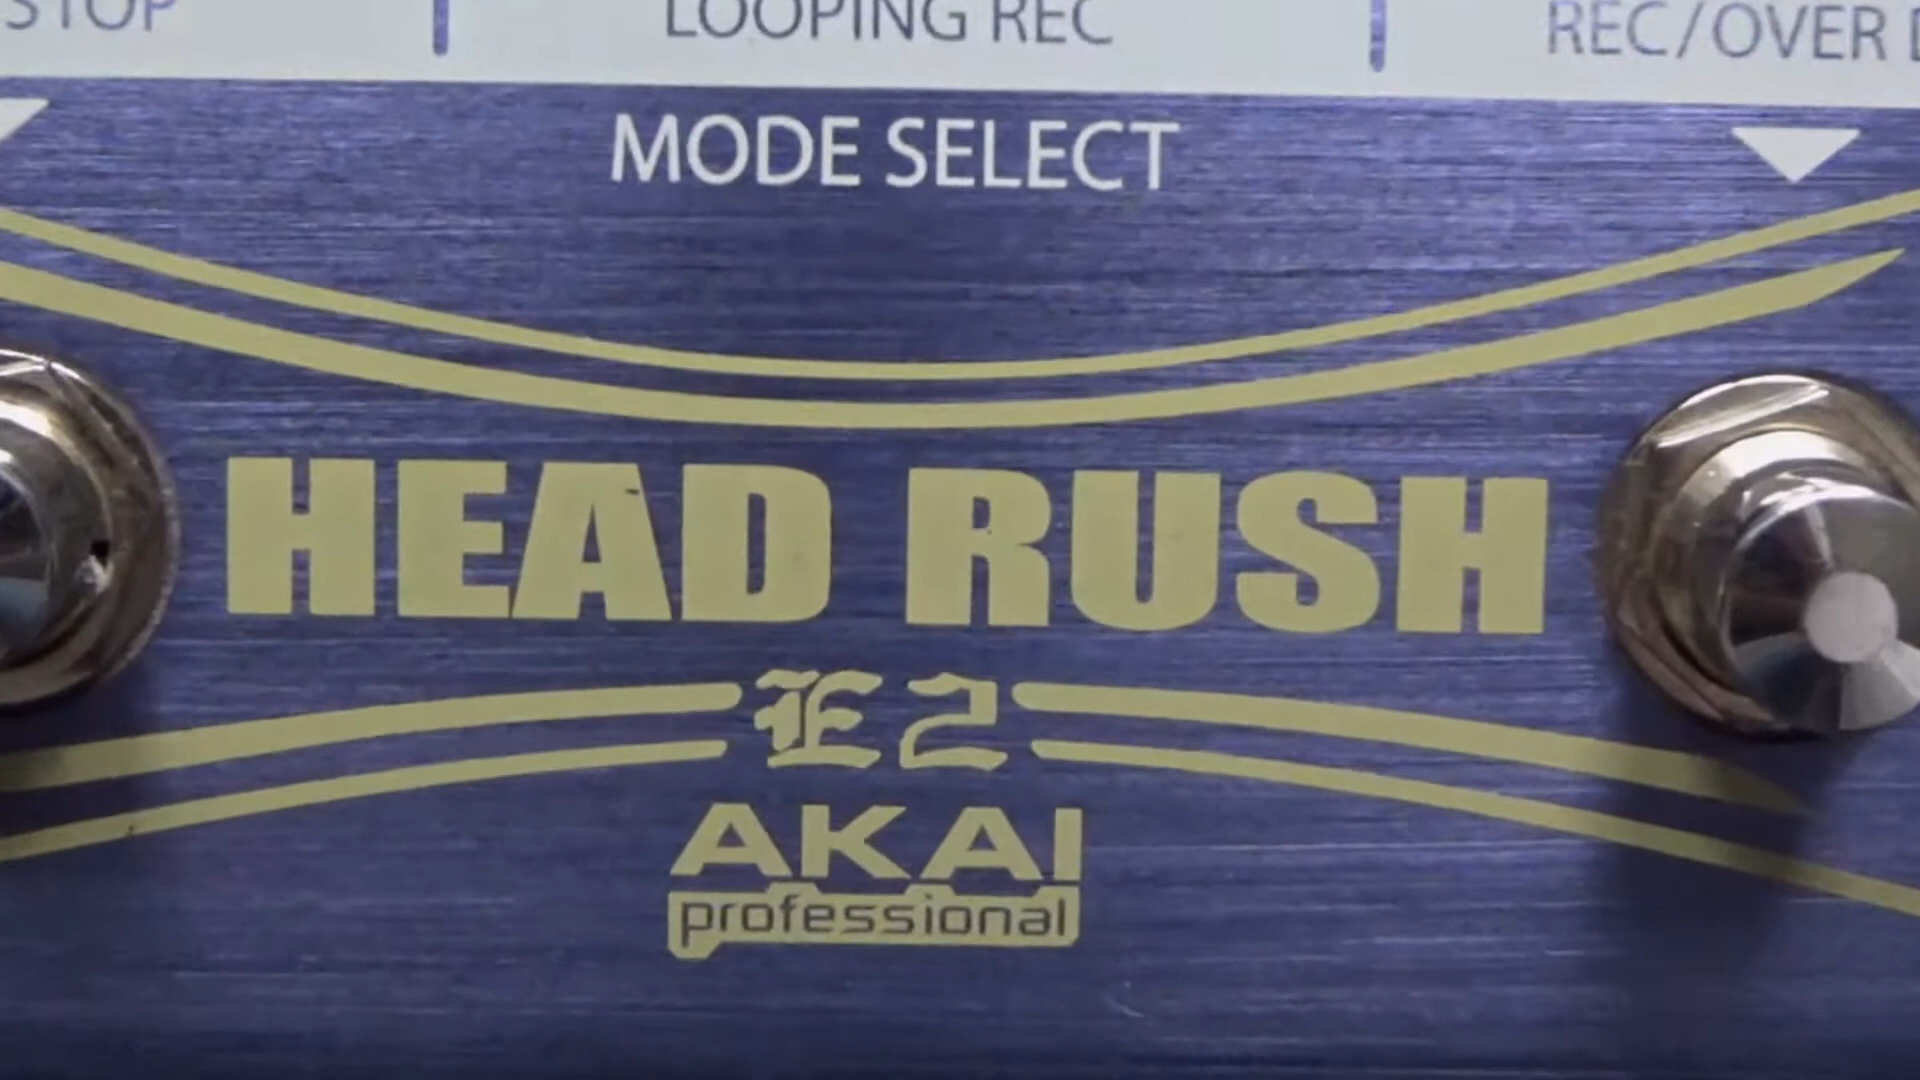 STOP
LOOPING REC
REC/OVER
MODE SELECT
HEAD RUSH
E2
AKAI
professional